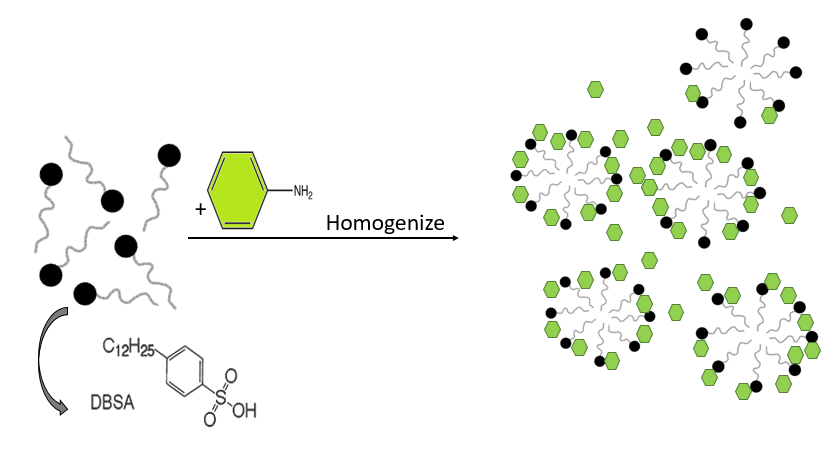 +
NH₂
Homogenize
C₁₂H₂₅
O
S
OH
O
DBSA